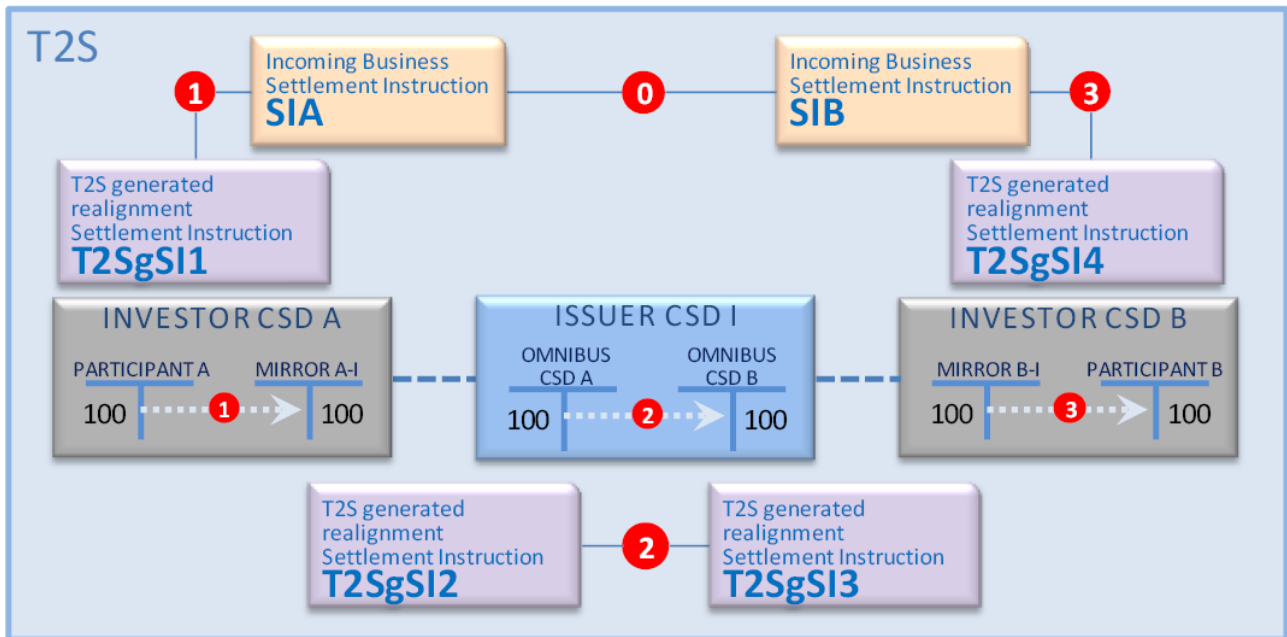 T2S
Incoming Business
Settlement Instruction
SIA
Incoming Business
Settlement Instruction
SIB
1
0
3
T2S generated
realignment
Settlement Instruction
T2SgSI1
T2S generated
realignment
Settlement Instruction
T2SgSI4
INVESTOR CSD A
PARTICIPANT A
MIRROR A-I
100
1
100
ISSUER CSD I
OMNIBUS
CSD A
OMNIBUS
CSD B
100
2
100
INVESTOR CSD B
MIRROR B-I
PARTICIPANT B
100
3
100
T2S generated
realignment
Settlement Instruction
T2SgSI2
2
T2S generated
realignment
Settlement Instruction
T2SgSI3